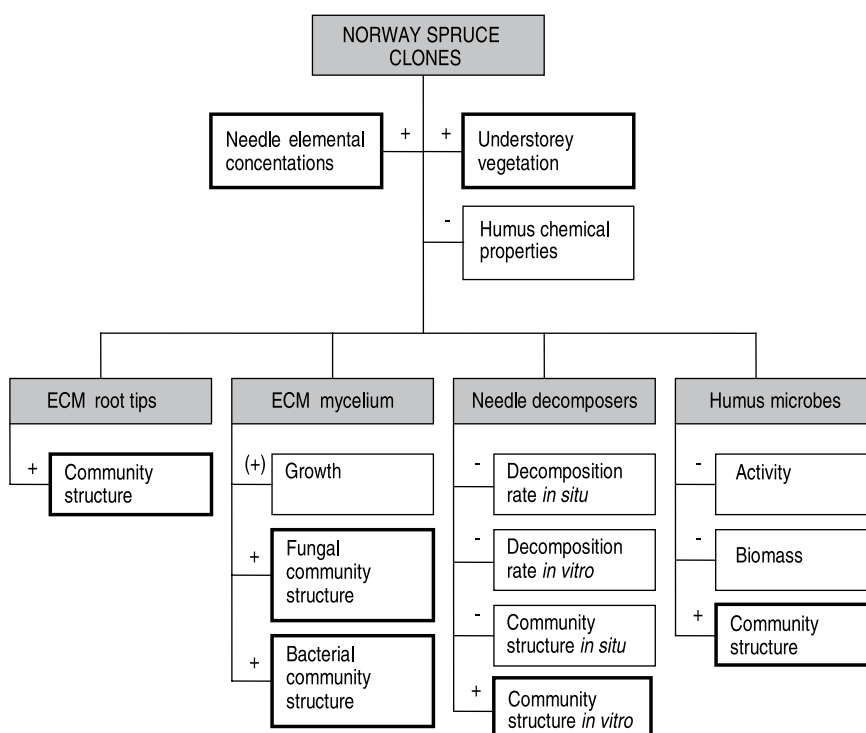 NORWAY SPRUCE
CLONES
+
+
Needle elemental
concentrations
Understorey
vegetation
-
Humus chemical
properties
ECM root tips
+
Community
structure
ECM mycelium
(+)
Growth
+
Fungal
community
structure
+
Bacterial
community
structure
Needle decomposers
-
Decomposition
rate in situ
-
Decomposition
rate in vitro
-
Community
structure in situ
+
Community
structure in vitro
Humus microbes
-
Activity
-
Biomass
+
Community
structure